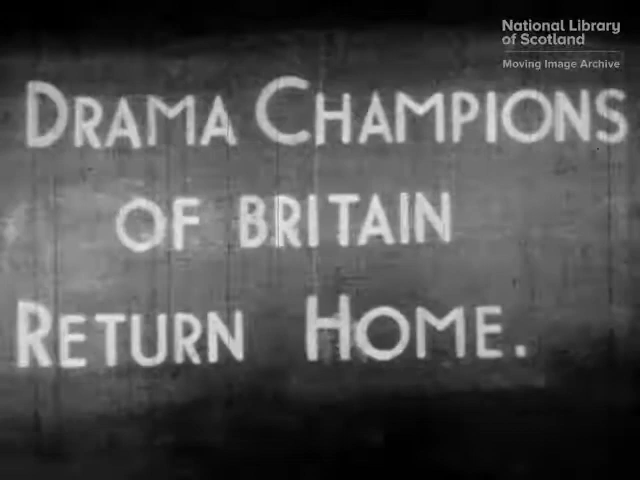 National Library
of Scotland
Moving Image Archive
DRAMA CHAMPIONS
OF BRITAIN
RETURN HOME.